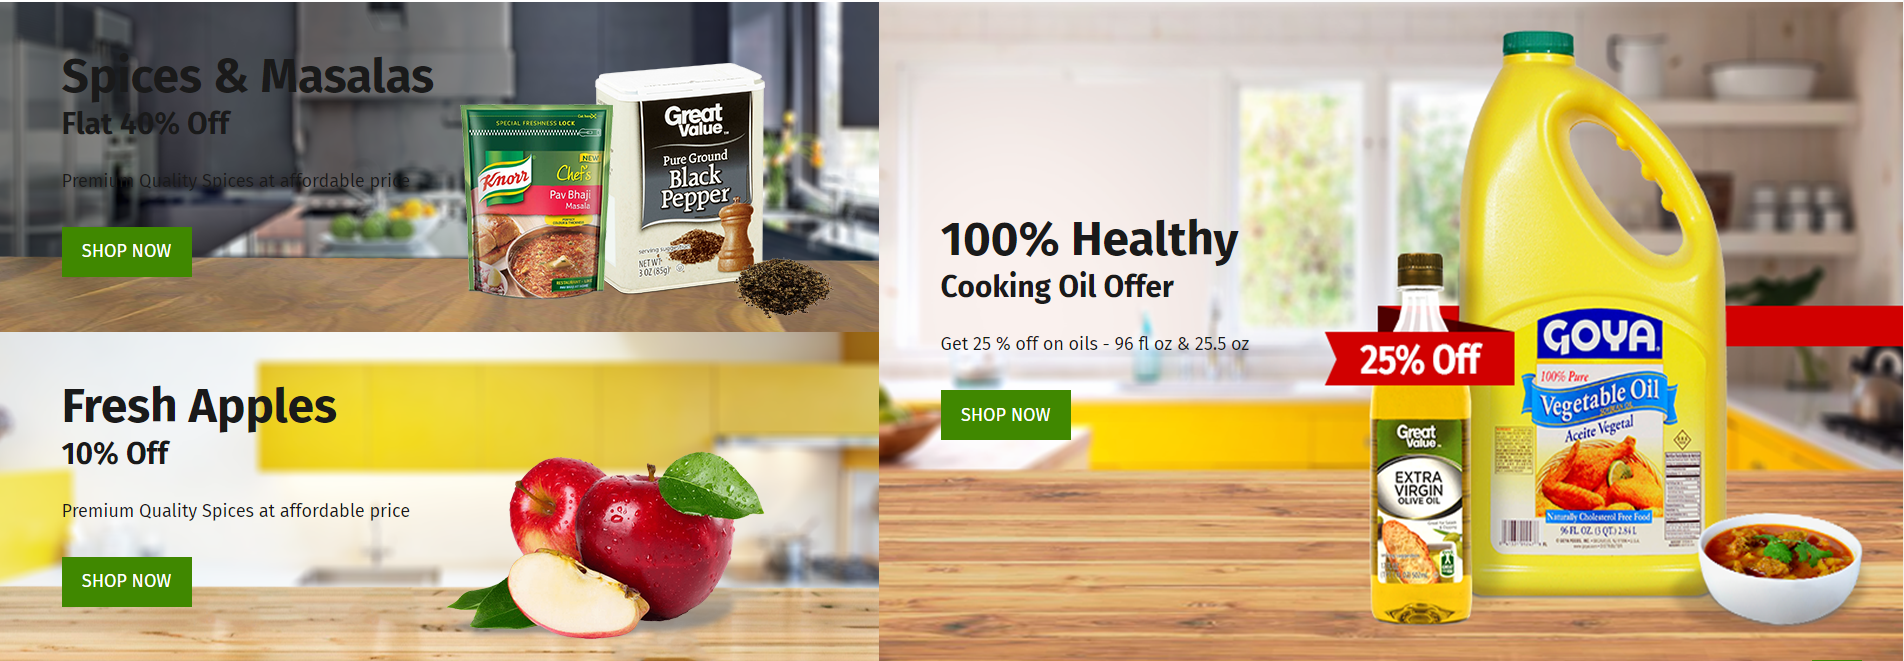 Spices & Masalas
Flat 40% Off
Premium Quality Spices at affordable price
SHOP NOW
SPECIAL FRESHNESS LOCK
NEW
Knorr
Chef's
Pav Bhaji
Masala
Great
Value
Pure Ground
Black
Pepper
serving suggestion
NET WT
3 OZ (85g)
Fresh Apples
10% Off
Premium Quality Spices at affordable price
SHOP NOW
100% Healthy
Cooking Oil Offer
Get 25 % off on oils - 96 fl oz & 25.5 oz
SHOP NOW
25% Off
Great
Value
EXTRA
VIRGIN
OLIVE OIL
GOYA
100% Pure
Vegetable Oil
Aceite Vegetal
Naturally Cholesterol Free Food
96 FL OZ. (3 QT) 2.84 L